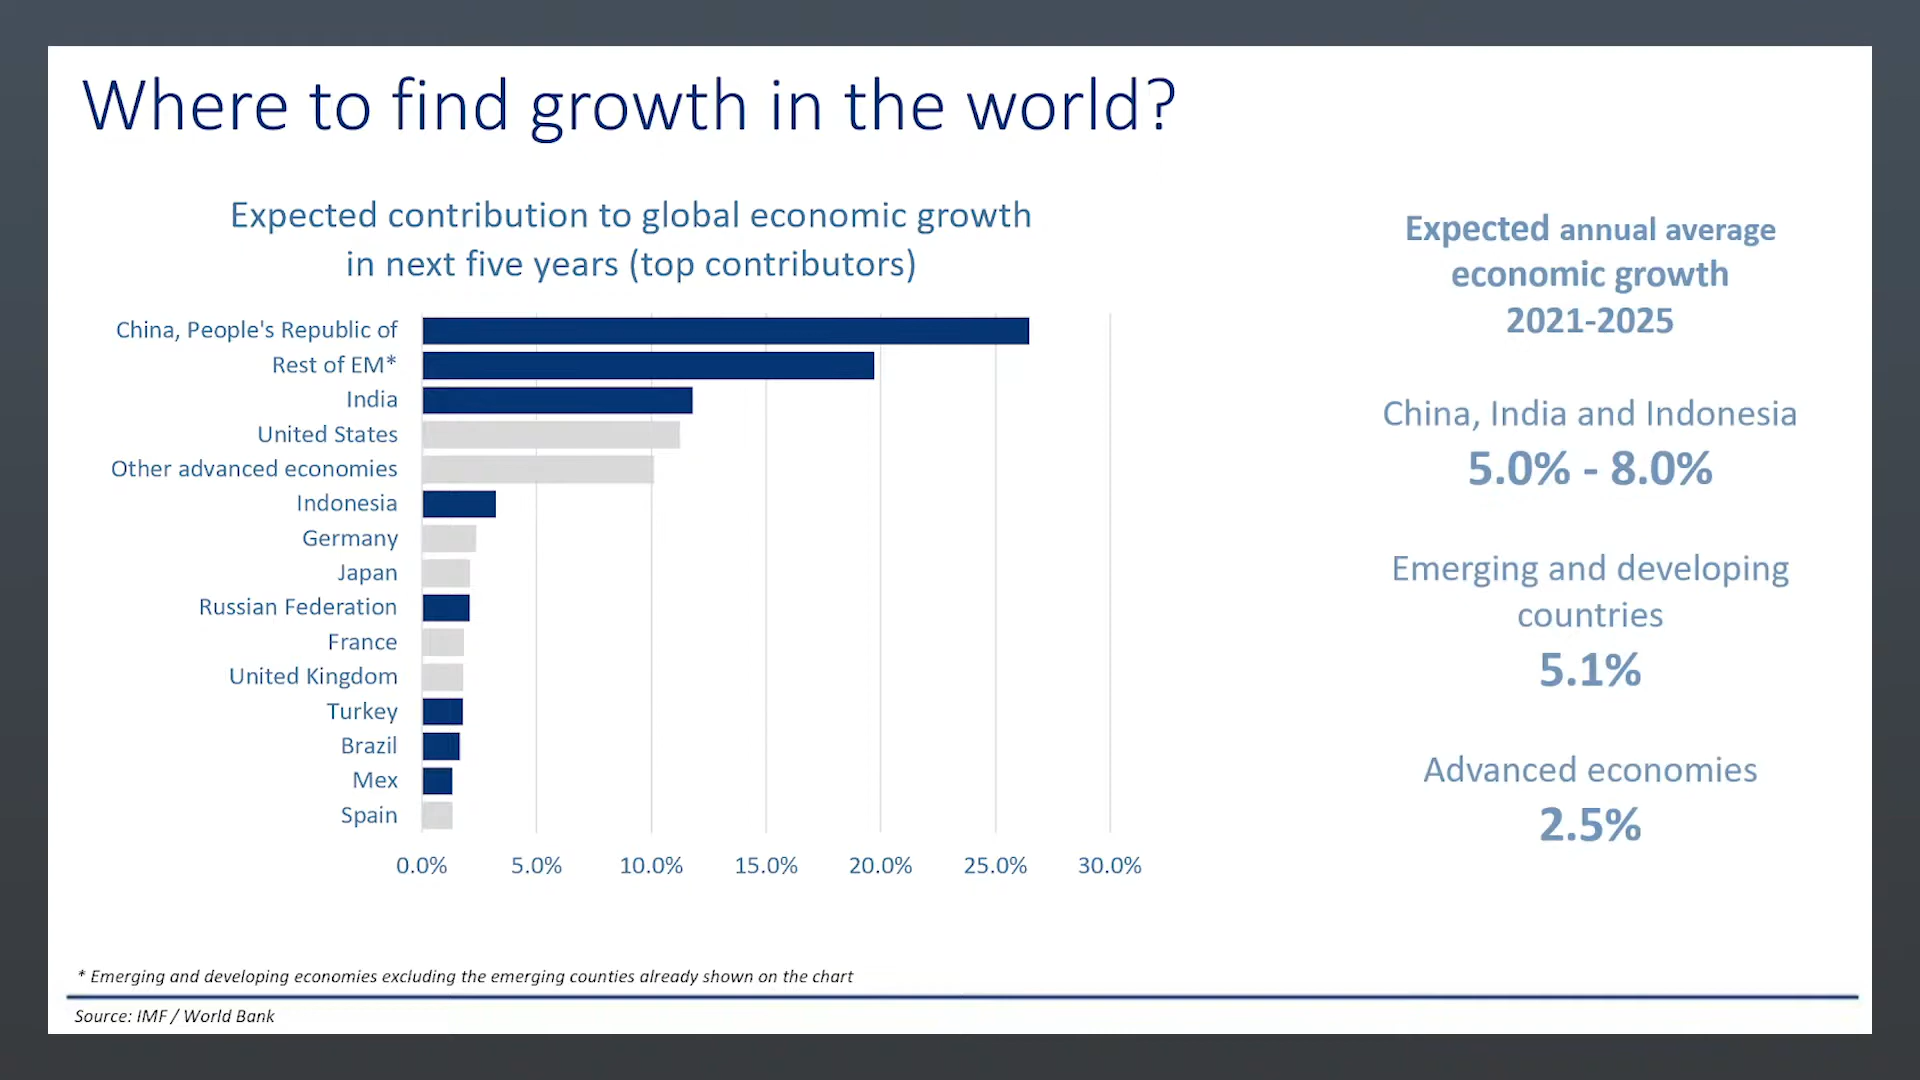 Where to find growth in the world?
Expected contribution to global economic growth
in next five years (top contributors)
China, People's Republic of
Rest of EM*
India
United States
Other advanced economies
Indonesia
Germany
Japan
Russian Federation
France
United Kingdom
Turkey
Brazil
Mex
Spain
0.0% 5.0% 10.0% 15.0% 20.0% 25.0% 30.0%
Expected annual average
economic growth
2021-2025
China, India and Indonesia
5.0% - 8.0%
Emerging and developing
countries
5.1%
Advanced economies
2.5%
* Emerging and developing economies excluding the emerging counties already shown on the chart
Source: IMF / World Bank